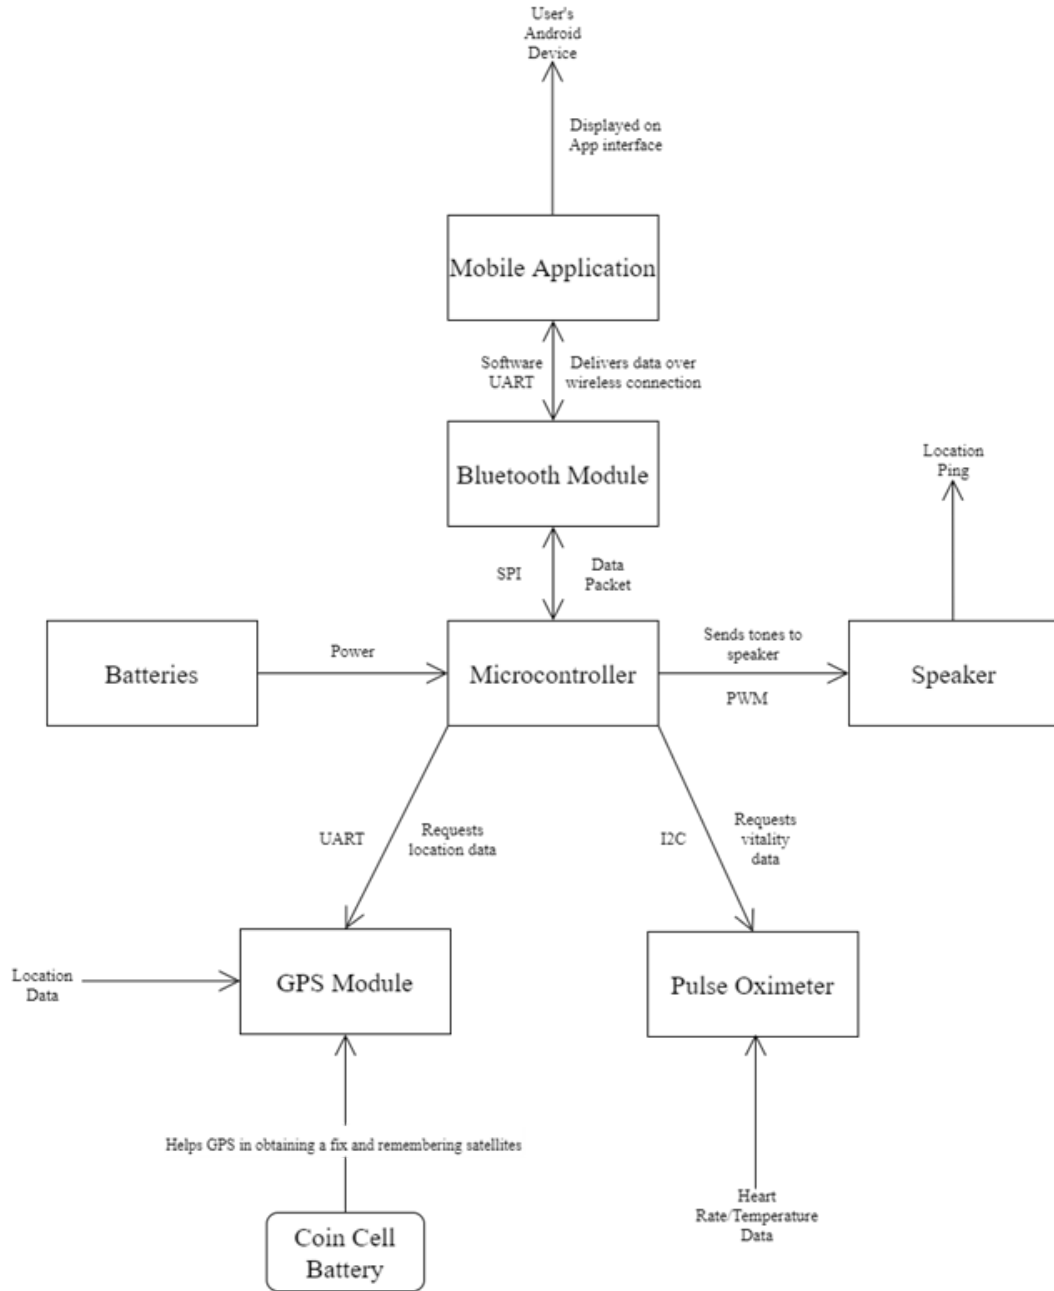 User's
Android
Device
Displayed on
App interface
Mobile Application
Software
UART
Delivers data over
wireless connection
Bluetooth Module
Location
Ping
SPI
Data
Packet
Batteries
Power
Microcontroller
Sends tones to
speaker
PWM
Speaker
UART
Requests
location data
I2C
Requests
vitality
data
Location
Data
GPS Module
Pulse Oximeter
Helps GPS in obtaining a fix and remembering satellites
Coin Cell
Battery
Heart
Rate/Temperature
Data